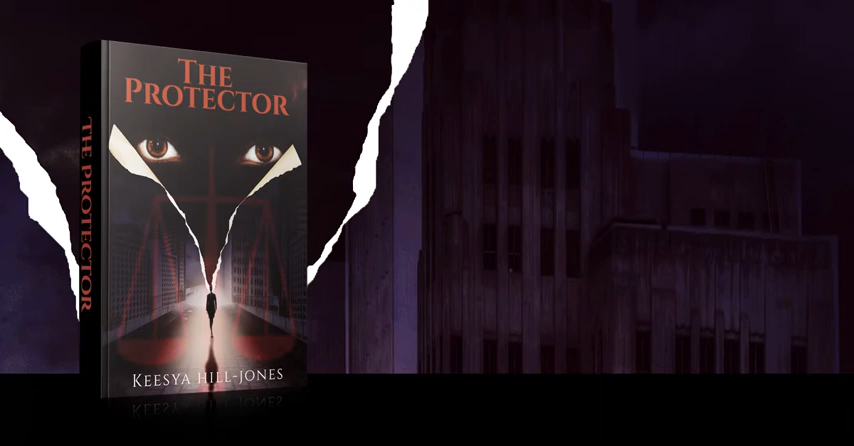 THE
PROTECTOR
THE PROTECTOR
KEESYA HILL-JONES